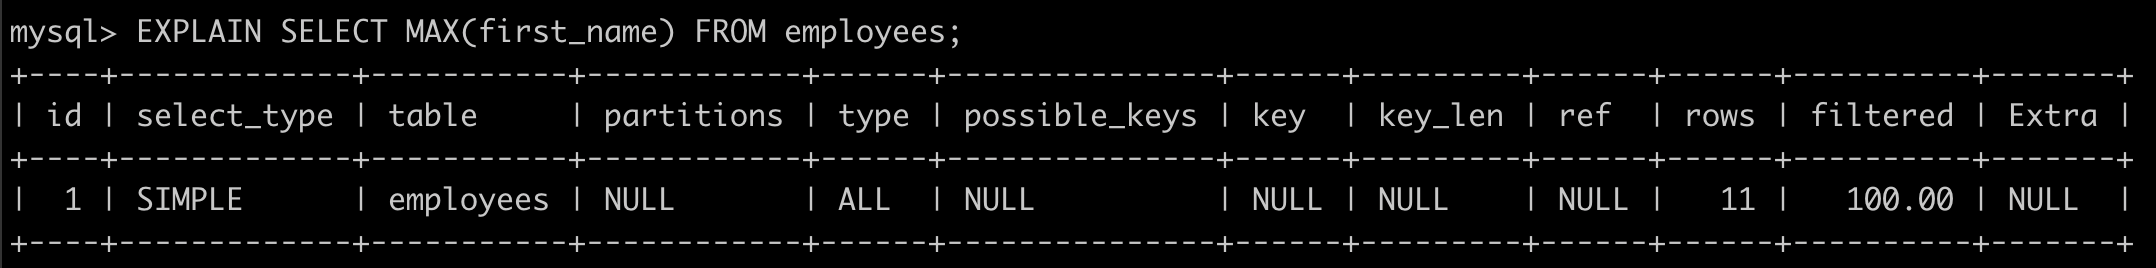 mysql> EXPLAIN SELECT MAX(first_name) FROM employees;
+----+-------------+-----------+------------+------+---------------+------+---------+------+------+----------+-------+
| id | select_type | table     | partitions | type | possible_keys | key  | key_len | ref  | rows | filtered | Extra |
+----+-------------+-----------+------------+------+---------------+------+---------+------+------+----------+-------+
|  1 | SIMPLE      | employees | NULL       | ALL  | NULL          | NULL | NULL    | NULL |   11 |   100.00 | NULL  |
+----+-------------+-----------+------------+------+---------------+------+---------+------+------+----------+-------+